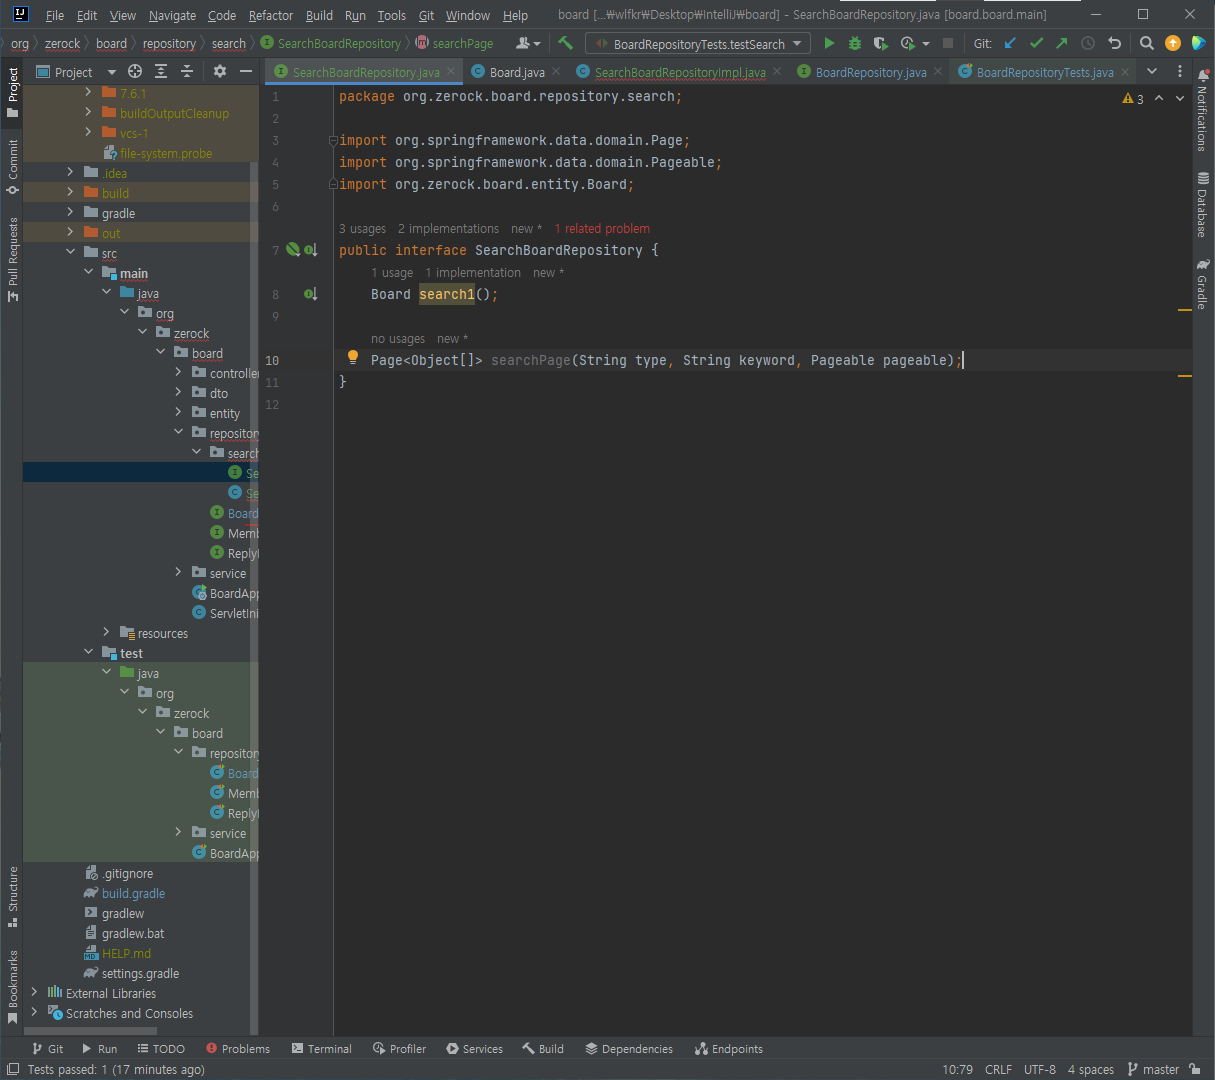 File Edit View Navigate Code Refactor Build Run Tools Git Window Help board [...₩wlfkr₩Desktop₩IntelliJ₩board] - SearchBoardRepository.java [board.board.main]
org zerock board repository search SearchBoardRepository searchPage BoardRepositoryTests.testSearch Git:
Project SearchBoardRepository.java Board.java SearchBoardRepositoryImpl.java BoardRepository.java BoardRepositoryTests.java
Project
Commit
Pull Requests
Structure
Bookmarks
7.6.1
buildOutputCleanup
vcs-1
file-system.probe
.idea
build
gradle
out
src
main
java
org
zerock
board
controller
dto
entity
repository
search
Se
Se
Board
Memb
Reply
service
BoardApp
ServletIni
resources
test
java
org
zerock
board
repository
Board
Memb
Reply
service
BoardApp
.gitignore
build.gradle
gradlew
gradlew.bat
HELP.md
settings.gradle
External Libraries
Scratches and Consoles
1 package org.zerock.board.repository.search;
3
2
3 import org.springframework.data.domain.Page;
4 import org.springframework.data.domain.Pageable;
5 import org.zerock.board.entity.Board;
6
3 usages 2 implementations new * 1 related problem
7 public interface SearchBoardRepository {
1 usage 1 implementation new *
8 Board search1();
9
no usages new *
10 Page<Object[]> searchPage(String type, String keyword, Pageable pageable);
11 }
12
Notifications
Database
Gradle
Git Run TODO Problems Terminal Profiler Services Build Dependencies Endpoints
Tests passed: 1 (17 minutes ago) 10:79 CRLF UTF-8 4 spaces master